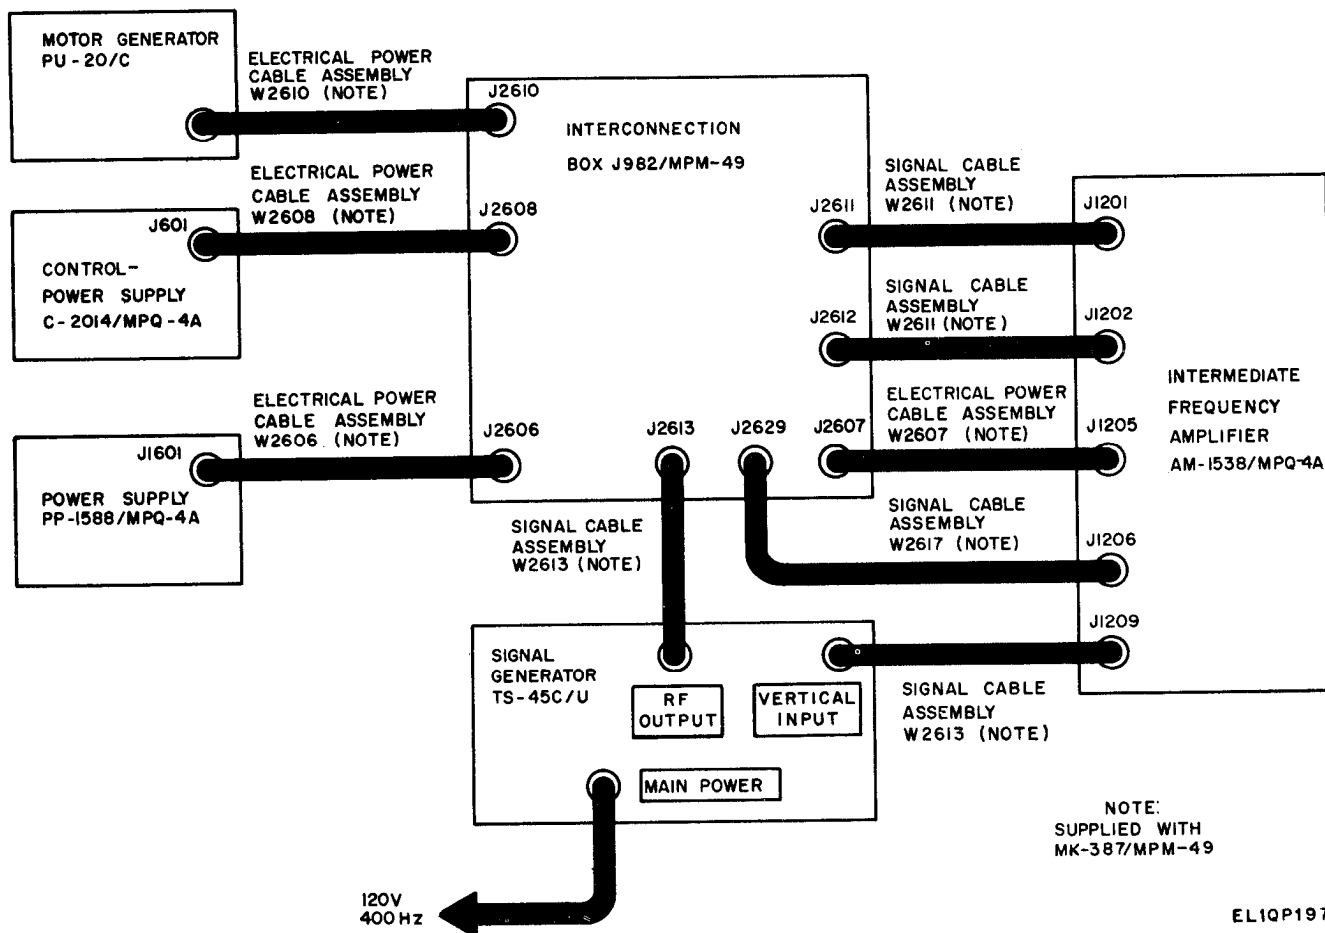 MOTOR GENERATOR
PU-20/C
ELECTRICAL POWER
CABLE ASSEMBLY
W2610 (NOTE)
J2610
INTERCONNECTION
BOX J982/MPM-49
ELECTRICAL POWER
CABLE ASSEMBLY
W2608 (NOTE)
J601
J2608
CONTROL-
POWER SUPPLY
C-2014/MPQ-4A
ELECTRICAL POWER
CABLE ASSEMBLY
W2606 (NOTE)
J1601
J2606
POWER SUPPLY
PP-1588/MPQ-4A
SIGNAL CABLE
ASSEMBLY
W2611 (NOTE)
J2611
J1201
SIGNAL CABLE
ASSEMBLY
W2611 (NOTE)
J2612
J1202
INTERMEDIATE
FREQUENCY
AMPLIFIER
AM-1538/MPQ-4A
ELECTRICAL POWER
CABLE ASSEMBLY
W2607 (NOTE)
J2613
J2629
J2607
J1205
SIGNAL CABLE
ASSEMBLY
W2617 (NOTE)
J1206
SIGNAL CABLE
ASSEMBLY
W2613 (NOTE)
J1209
SIGNAL
GENERATOR
TS-45C/U
RF
OUTPUT
VERTICAL
INPUT
SIGNAL CABLE
ASSEMBLY
W2613 (NOTE)
MAIN POWER
120V
400 Hz
NOTE:
SUPPLIED WITH
MK-387/MPM-49
EL1QP197